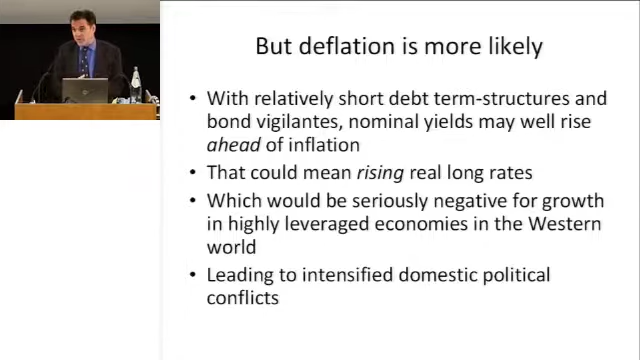 But deflation is more likely
• With relatively short debt term-structures and
bond vigilantes, nominal yields may well rise
ahead of inflation
• That could mean rising real long rates
• Which would be seriously negative for growth
in highly leveraged economies in the Western
world
• Leading to intensified domestic political
conflicts